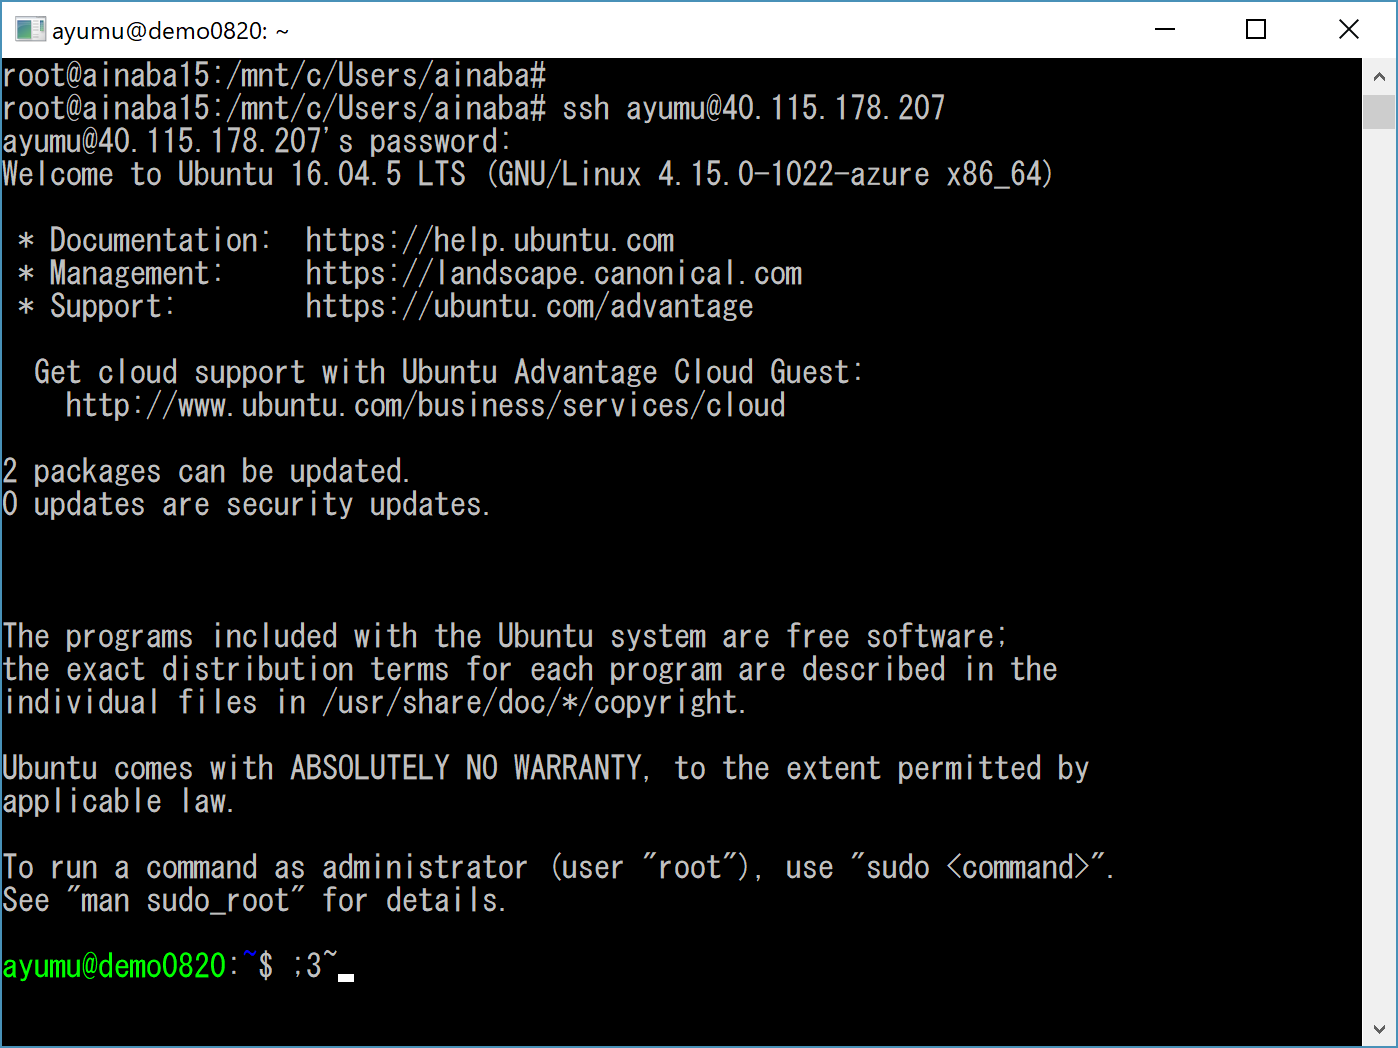 ayumu@demo0820: ~
root@ainaba15:/mnt/c/Users/ainaba#
root@ainaba15:/mnt/c/Users/ainaba# ssh ayumu@40.115.178.207
ayumu@40.115.178.207's password:
Welcome to Ubuntu 16.04.5 LTS (GNU/Linux 4.15.0-1022-azure x86_64)
* Documentation:  https://help.ubuntu.com
* Management:     https://landscape.canonical.com
* Support:        https://ubuntu.com/advantage
Get cloud support with Ubuntu Advantage Cloud Guest:
http://www.ubuntu.com/business/services/cloud
2 packages can be updated.
0 updates are security updates.
The programs included with the Ubuntu system are free software;
the exact distribution terms for each program are described in the
individual files in /usr/share/doc/*/copyright.
Ubuntu comes with ABSOLUTELY NO WARRANTY, to the extent permitted by
applicable law.
To run a command as administrator (user "root"), use "sudo <command>".
See "man sudo_root" for details.
ayumu@demo0820:~$ ;3~